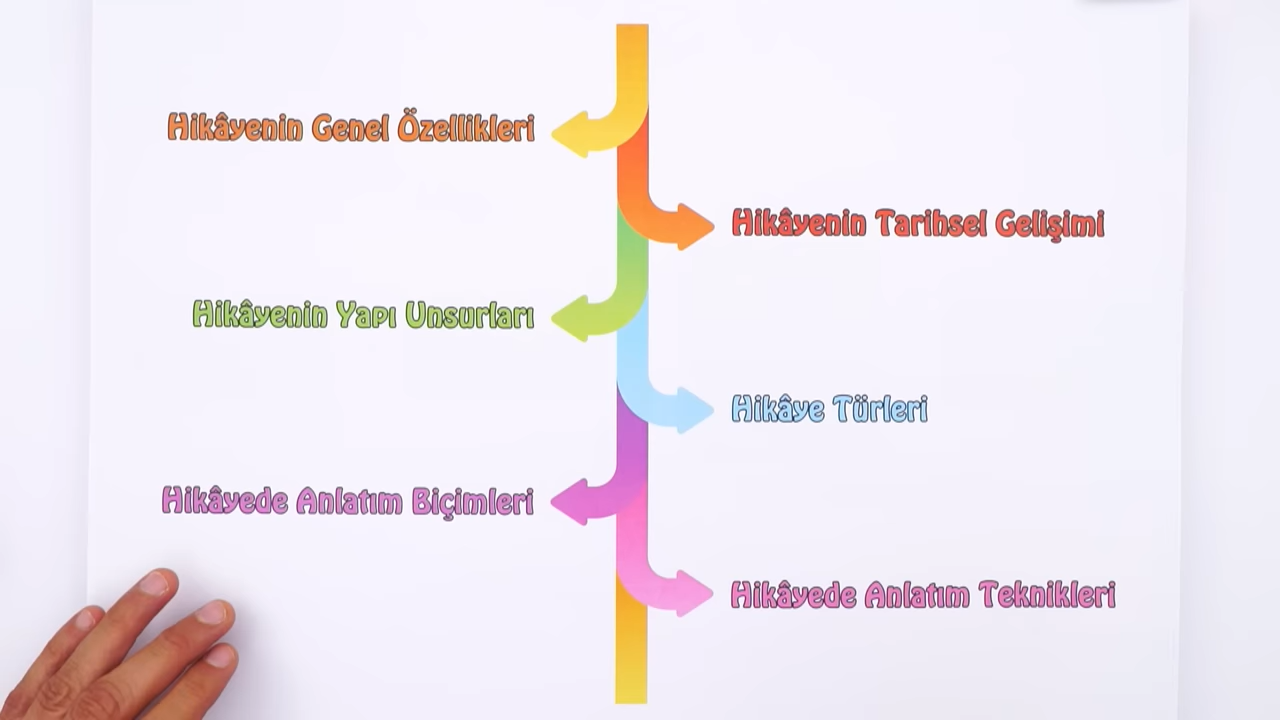 Hikâyenin Genel Özellikleri
Hikâyenin Tarihsel Gelişimi
Hikâyenin Yapı Unsurları
Hikâye Türleri
Hikâyede Anlatım Biçimleri
Hikâyede Anlatım Teknikleri